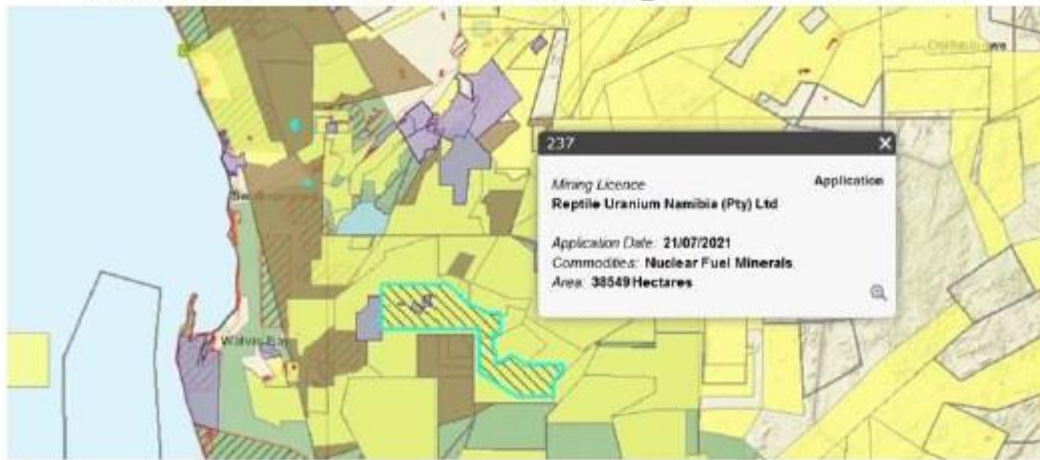 237
Mining Licence
Application
Reptile Uranium Namibia (Pty) Ltd
Application Date: 21/07/2021
Commodities: Nuclear Fuel Minerals
Area: 38549 Hectares
Walvis Bay